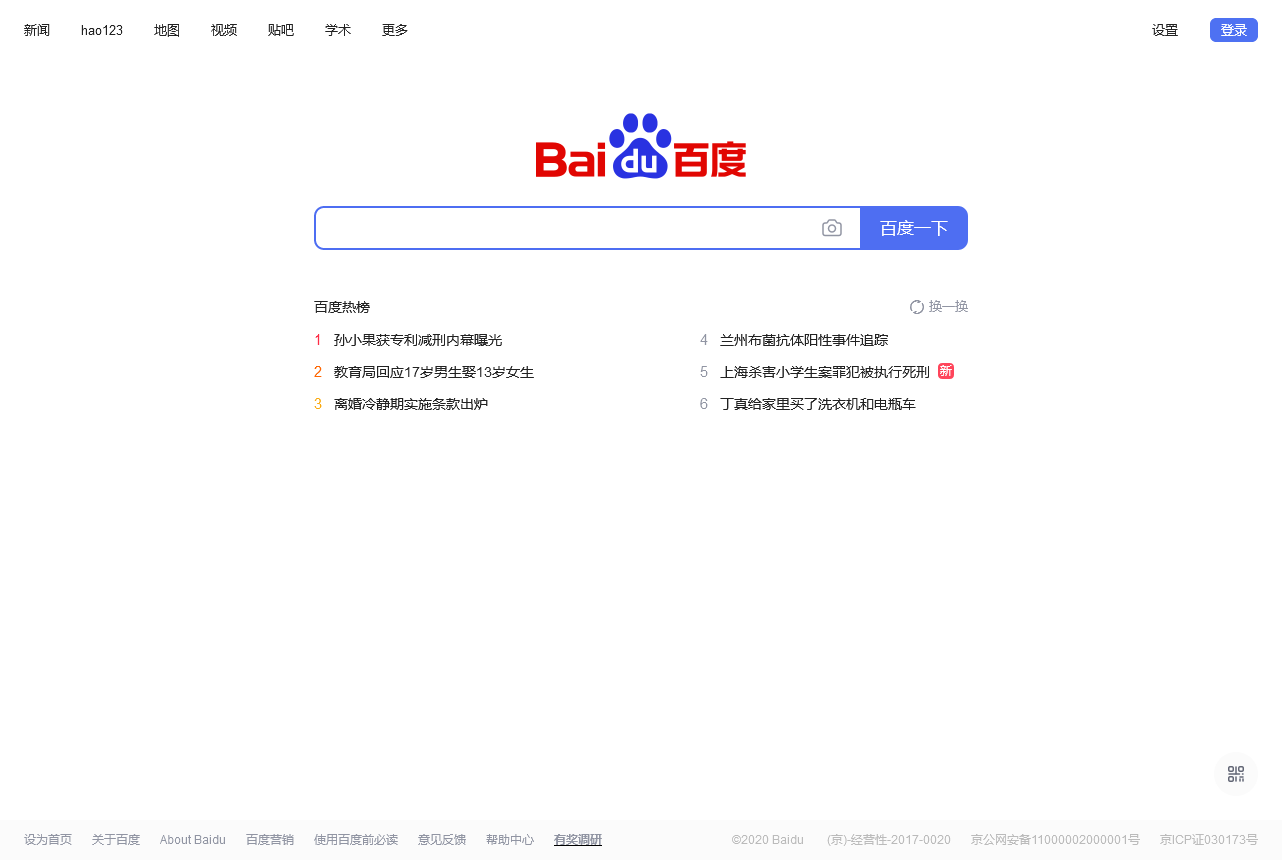 新闻 hao123 地图 视频 贴吧 学术 更多 设置 登录
Bai du 百度
百度一下
百度热榜 换一换
1 孙小果获专利减刑内幕曝光
2 教育局回应17岁男生娶13岁女生
3 离婚冷静期实施条款出炉
4 兰州布菌抗体阳性事件追踪
5 上海杀害小学生案罪犯被执行死刑 新
6 丁真给家里买了洗衣机和电瓶车
设为首页 关于百度 About Baidu 百度营销 使用百度前必读 意见反馈 帮助中心 有奖调研 ©2020 Baidu (京)-经营性-2017-0020 京公网安备11000002000001号 京ICP证030173号